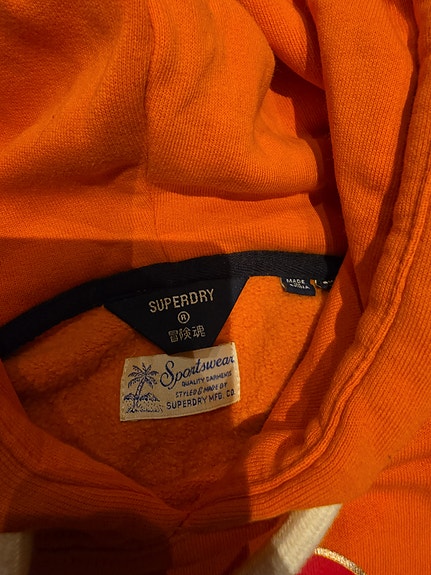 SUPERDRY
®
冒険魂
MADE
Sportswear
QUALITY GARMENTS
STYLED & MADE BY
SUPERDRY MFG. CO